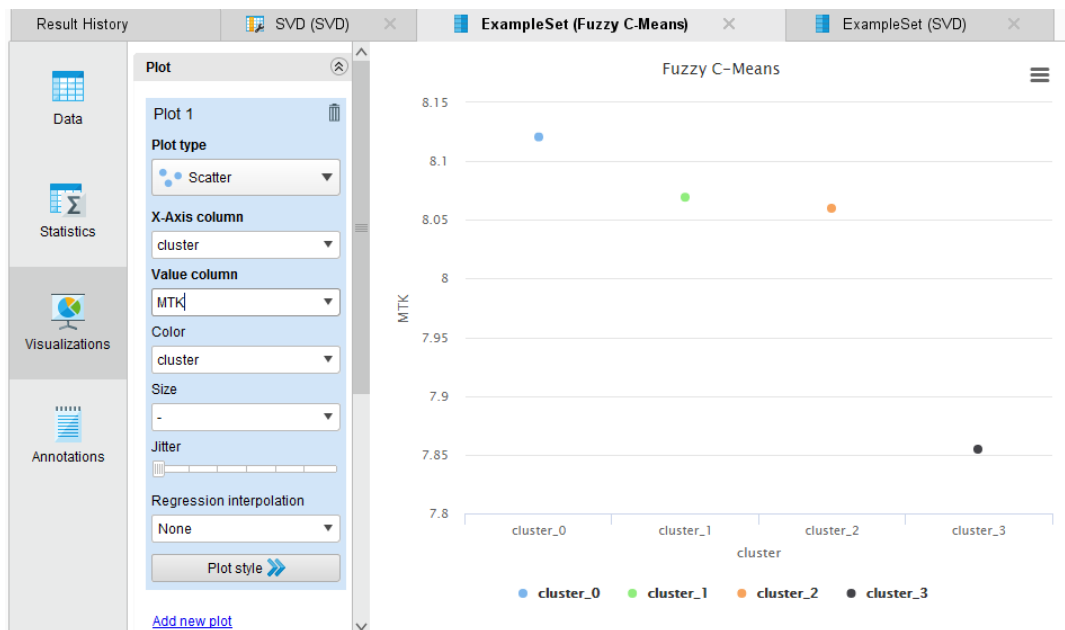 Result History
SVD (SVD)
ExampleSet (Fuzzy C-Means)
ExampleSet (SVD)
Data
Statistics
Visualizations
Annotations
Plot
Plot 1
Plot type
Scatter
X-Axis column
cluster
Value column
MTK
Color
cluster
Size
-
Jitter
Regression interpolation
None
Plot style
Add new plot
Fuzzy C-Means
8.15
8.1
8.05
8
7.95
7.9
7.85
7.8
MTK
cluster_0 cluster_1 cluster_2 cluster_3
cluster
cluster_0 cluster_1 cluster_2 cluster_3